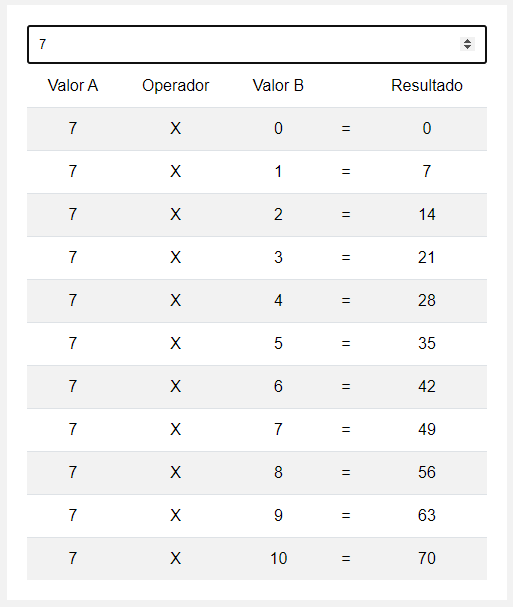 7
Valor A Operador Valor B Resultado
7 X 0 = 0
7 X 1 = 7
7 X 2 = 14
7 X 3 = 21
7 X 4 = 28
7 X 5 = 35
7 X 6 = 42
7 X 7 = 49
7 X 8 = 56
7 X 9 = 63
7 X 10 = 70